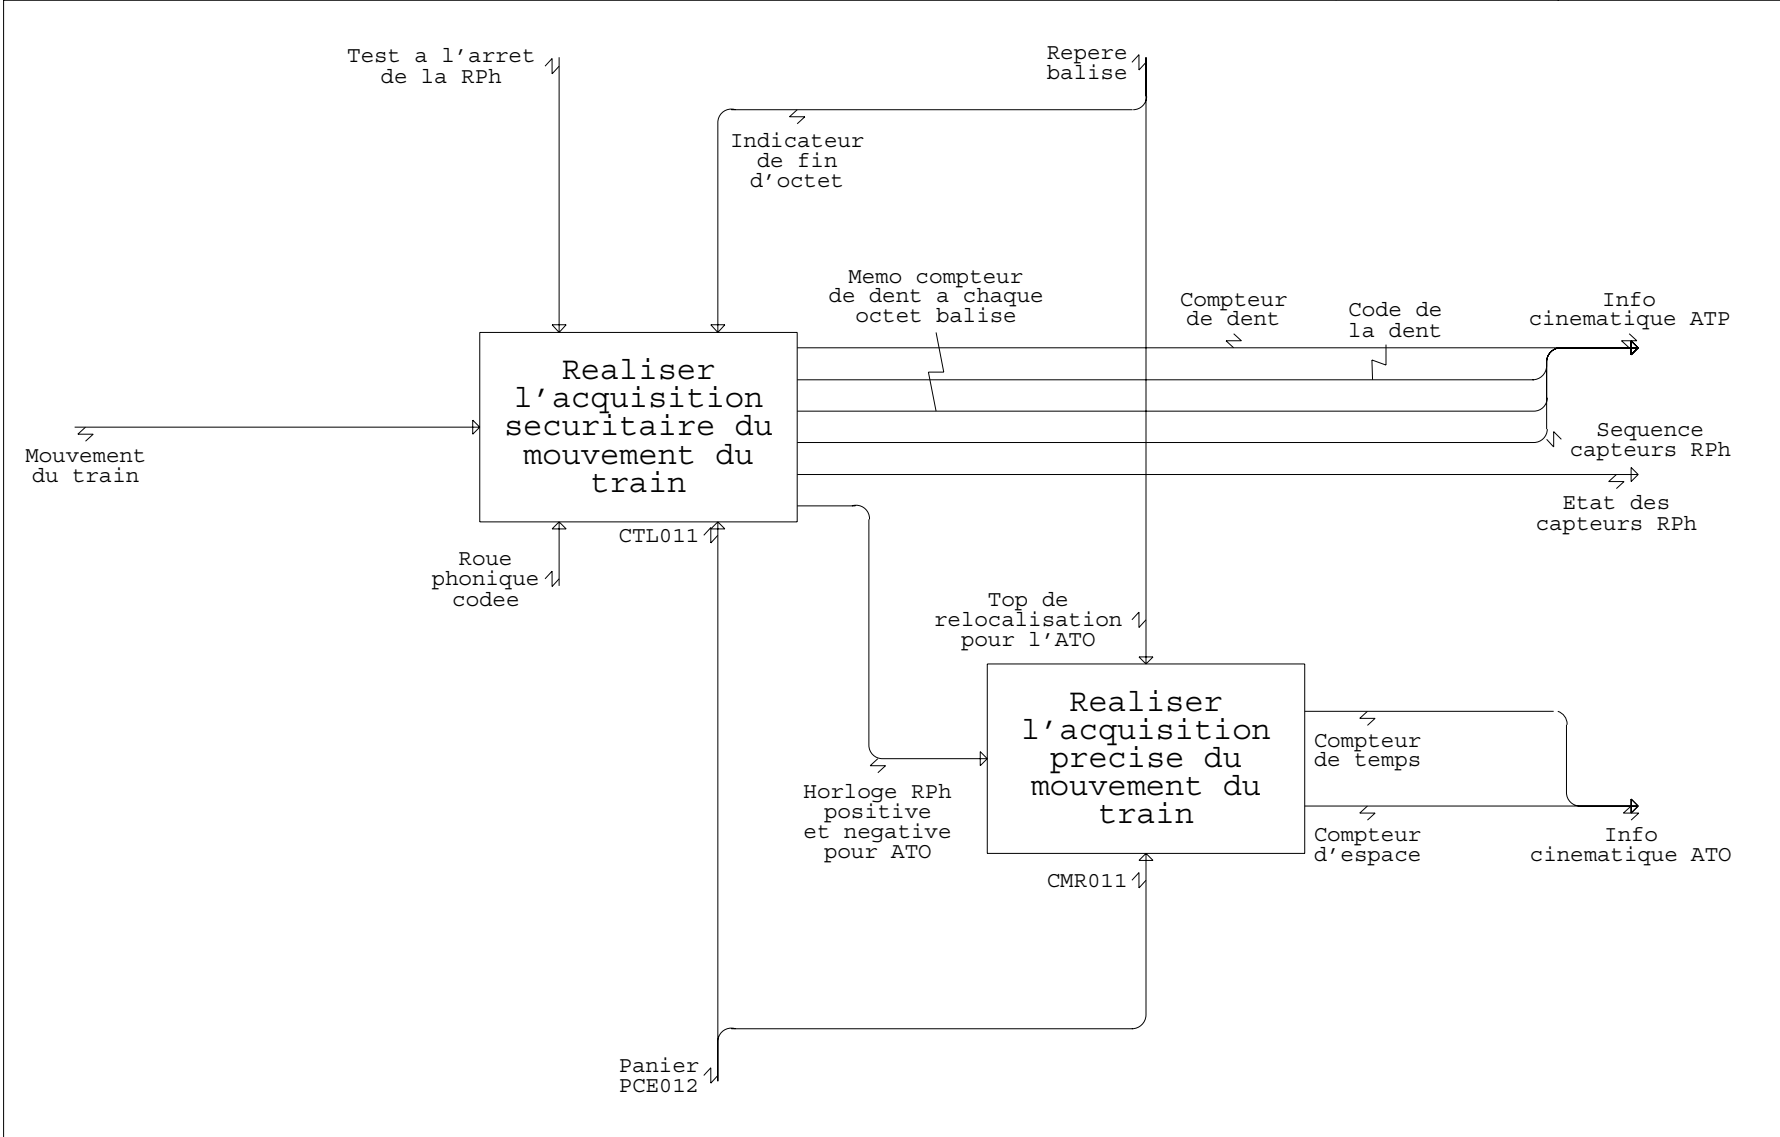 Test a l'arret
de la RPh
Repere
balise
Indicateur
de fin
d'octet
Memo compteur
de dent a chaque
octet balise
Compteur
de dent
Code de
la dent
Info
cinematique ATP
Realiser
l'acquisition
securitaire du
mouvement du
train
Mouvement
du train
Sequence
capteurs RPh
Etat des
capteurs RPh
CTL011
Roue
phonique
codee
Top de
relocalisation
pour l'ATO
Realiser
l'acquisition
precise du
mouvement du
train
Horloge RPh
positive
et negative
pour ATO
Compteur
de temps
Compteur
d'espace
Info
cinematique ATO
CMR011
Panier
PCE012